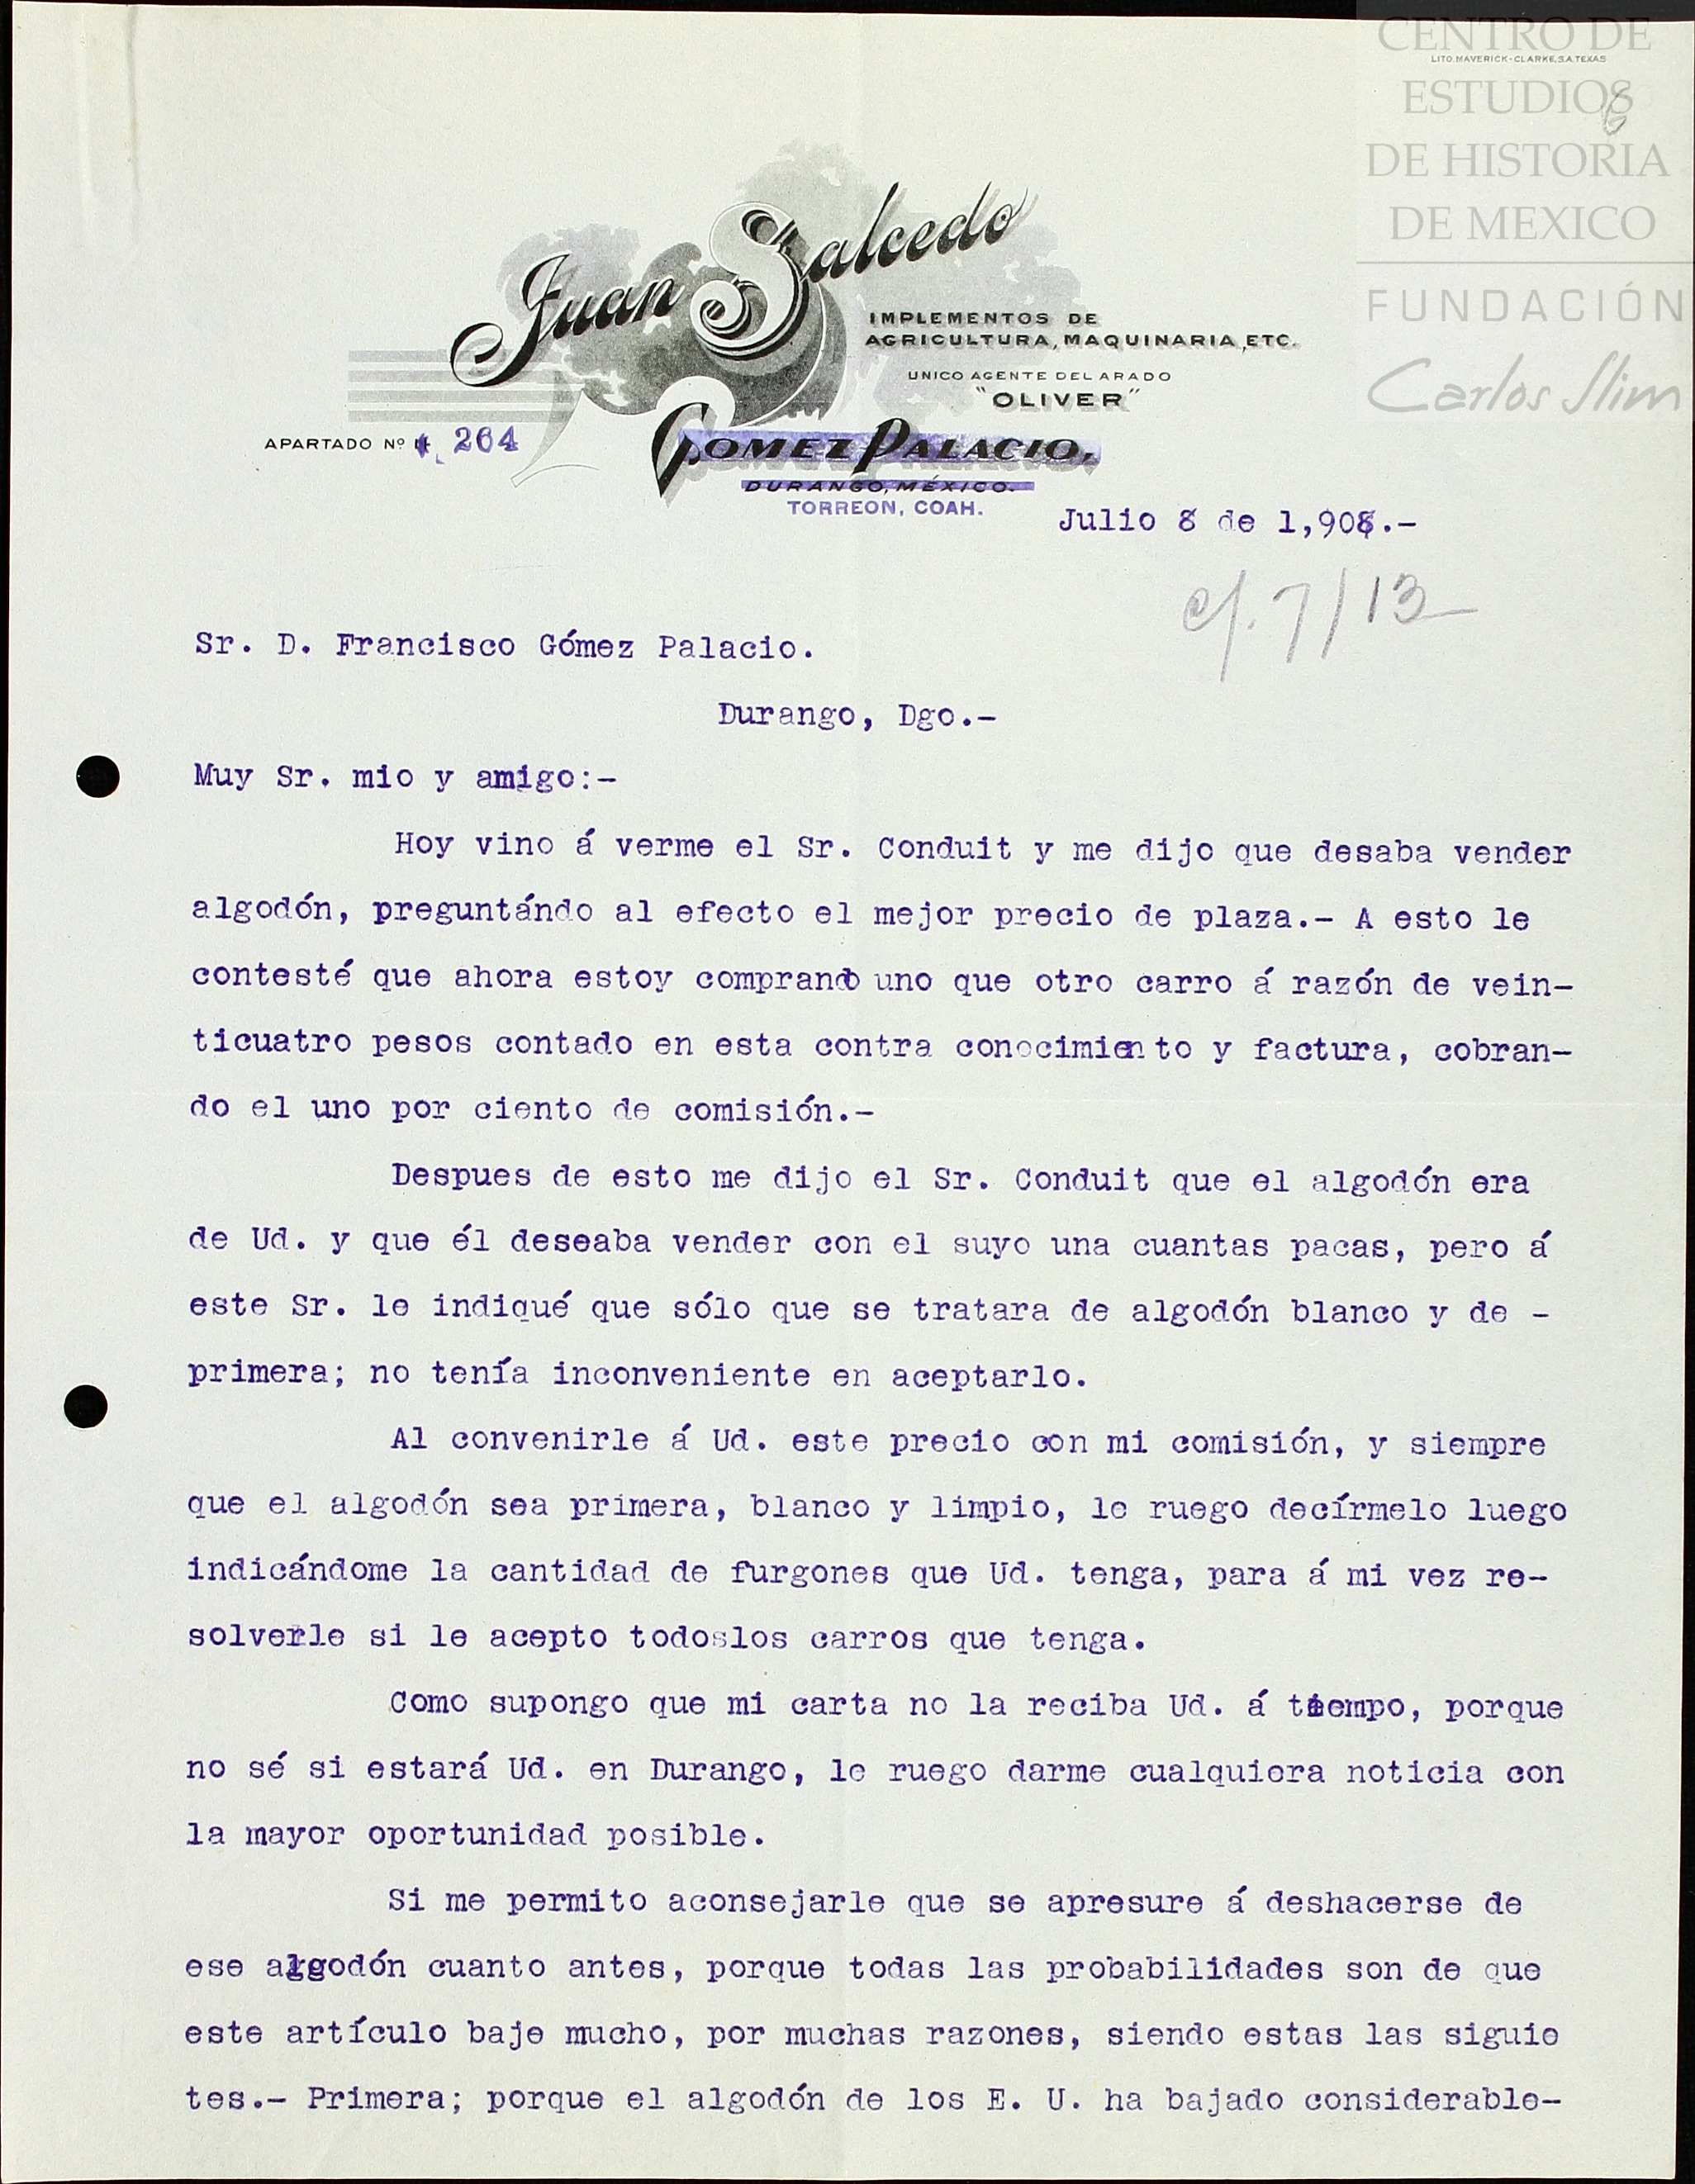 CENTRO DE
LITO. MAVERICK-CLARKE, S.A. TEXAS
ESTUDIOS
6
DE HISTORIA
DE MEXICO
FUNDACIÓN
Carlos Slim
Juan Salcedo
IMPLEMENTOS DE
AGRICULTURA, MAQUINARIA, ETC.
UNICO AGENTE DEL ARADO
"OLIVER"
APARTADO Nº 264
GOMEZ PALACIO,
DURANGO, MÉXICO.
TORREON, COAH.
Julio 8 de 1,908.-
c/. 7/13
Sr. D. Francisco Gómez Palacio.
Durango, Dgo.-
Muy Sr. mio y amigo:-
Hoy vino á verme el Sr. Conduit y me dijo que desaba vender
algodón, preguntándo al efecto el mejor precio de plaza.- A esto le
contesté que ahora estoy comprando uno que otro carro á razón de vein-
ticuatro pesos contado en esta contra conocimiento y factura, cobran-
do el uno por ciento de comisión.-
Despues de esto me dijo el Sr. Conduit que el algodón era
de Ud. y que él deseaba vender con el suyo una cuantas pacas, pero á
este Sr. le indiqué que sólo que se tratara de algodón blanco y de -
primera; no tenía inconveniente en aceptarlo.
Al convenirle á Ud. este precio con mi comisión, y siempre
que el algodón sea primera, blanco y limpio, le ruego decírmelo luego
indicándome la cantidad de furgones que Ud. tenga, para á mi vez re-
solverle si le acepto todoslos carros que tenga.
Como supongo que mi carta no la reciba Ud. á tiempo, porque
no sé si estará Ud. en Durango, le ruego darme cualquiera noticia con
la mayor oportunidad posible.
Si me permito aconsejarle que se apresure á deshacerse de
ese algodón cuanto antes, porque todas las probabilidades son de que
este artículo baje mucho, por muchas razones, siendo estas las siguie
tes.- Primera; porque el algodón de los E. U. ha bajado considerable-